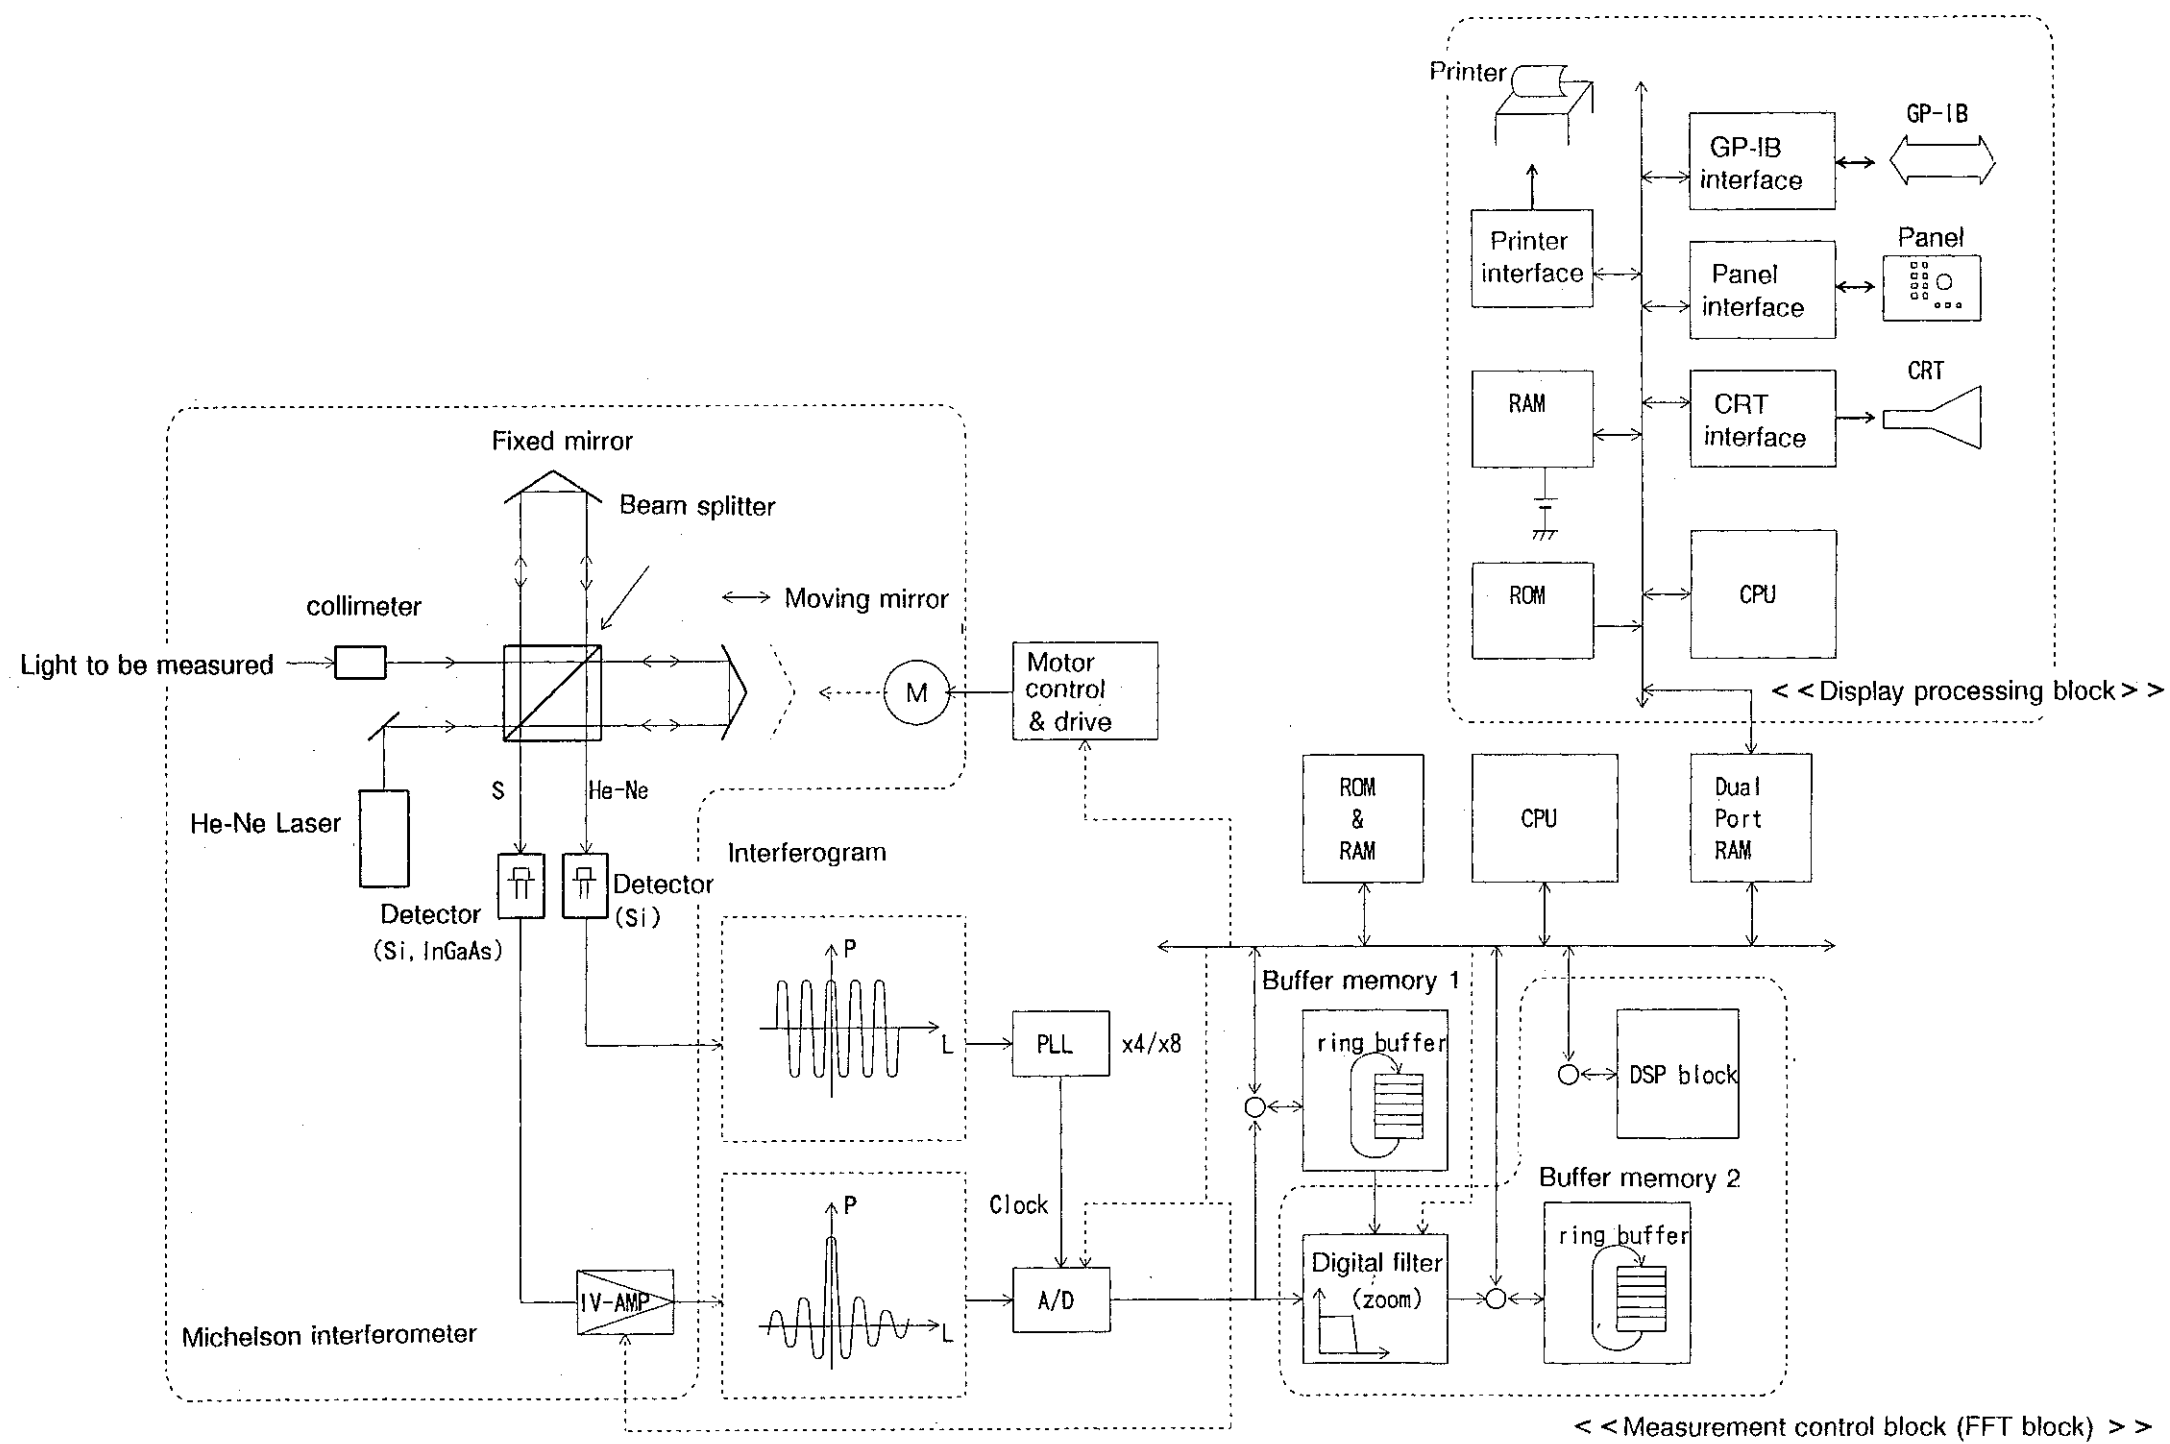 Printer
GP-IB
GP-IB
interface
Printer
interface
Panel
Panel
interface
RAM
CRT
CRT
interface
ROM
CPU
< <Display processing block> >
Fixed mirror
Beam splitter
collimeter
Moving mirror
Light to be measured
M
Motor
control
& drive
S
He-Ne
He-Ne Laser
Detector
(Si, InGaAs)
Detector
(Si)
Interferogram
P
L
PLL
x4/x8
Clock
P
L
IV-AMP
A/D
Michelson interferometer
ROM
&
RAM
CPU
Dual
Port
RAM
Buffer memory 1
ring buffer
DSP block
Buffer memory 2
ring buffer
Digital filter
(zoom)
< <Measurement control block (FFT block) > >